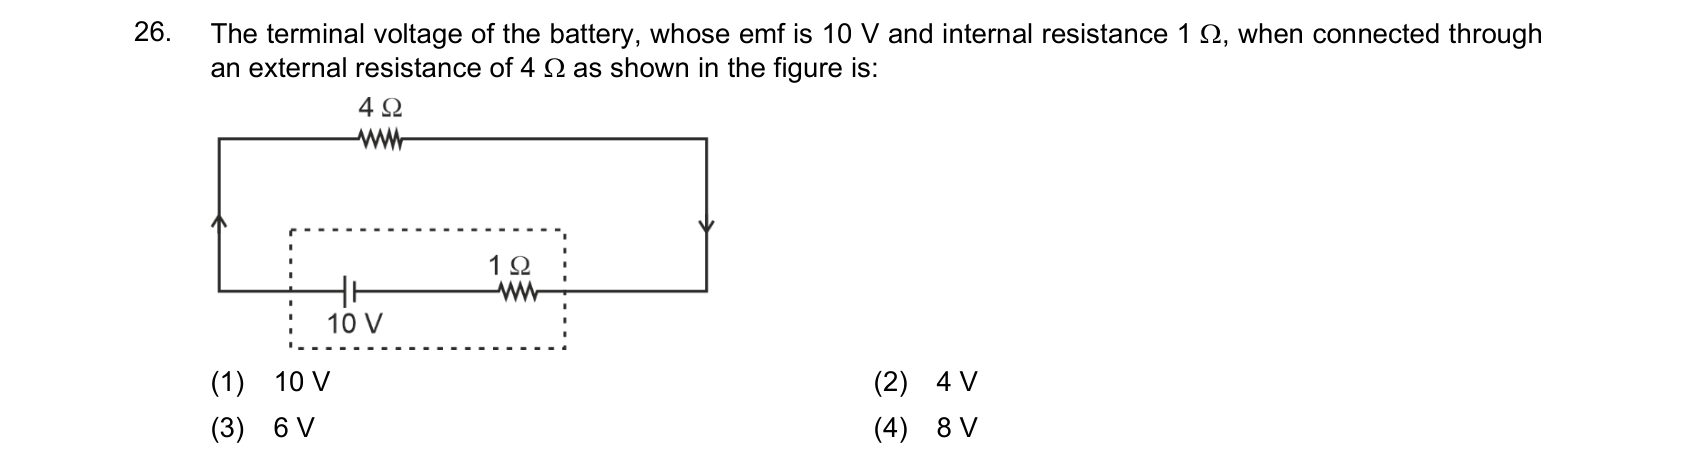 26. The terminal voltage of the battery, whose emf is 10 V and internal resistance 1 Ω, when connected through
an external resistance of 4 Ω as shown in the figure is:
4 Ω
1 Ω
10 V
(1) 10 V (2) 4 V
(3) 6 V (4) 8 V